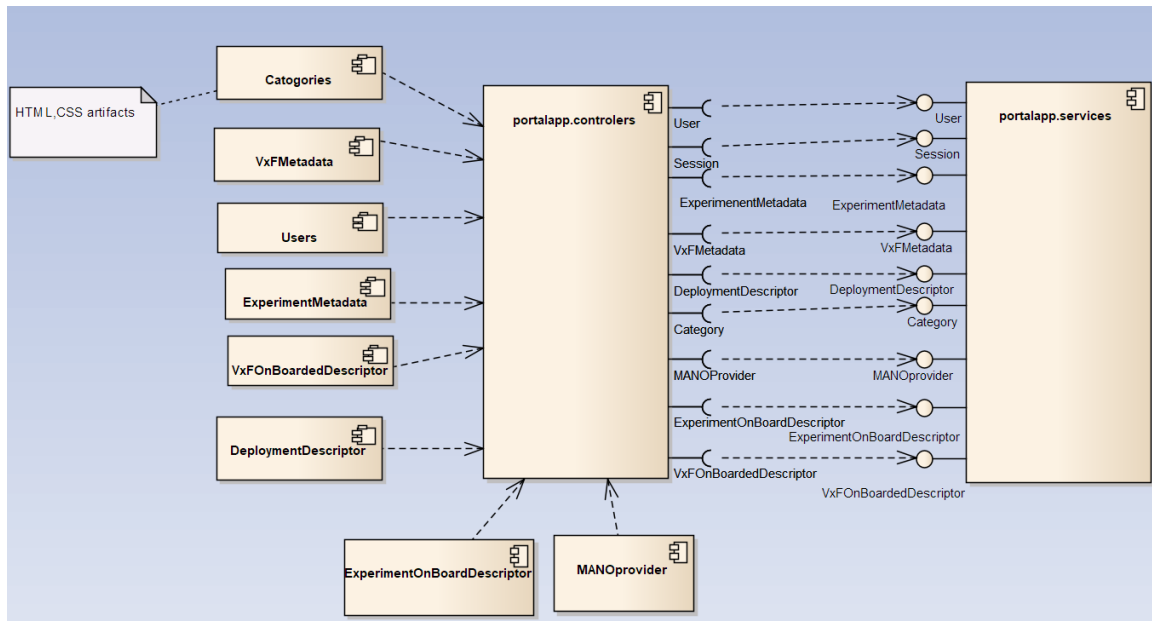 HTML,CSS artifacts
Catogories
VxFMetadata
Users
ExperimentMetadata
VxFOnBoardedDescriptor
DeploymentDescriptor
ExperimentOnBoardDescriptor
MANOprovider
portalapp.controlers
User
Session
ExperimenentMetadata
VxFMetadata
DeploymentDescriptor
Category
MANOProvider
ExperimentOnBoardDescriptor
VxFOnBoardedDescriptor
User
Session
ExperimentMetadata
VxFMetadata
DeploymentDescriptor
Category
MANOprovider
ExperimentOnBoardDescriptor
VxFOnBoardedDescriptor
portalapp.services